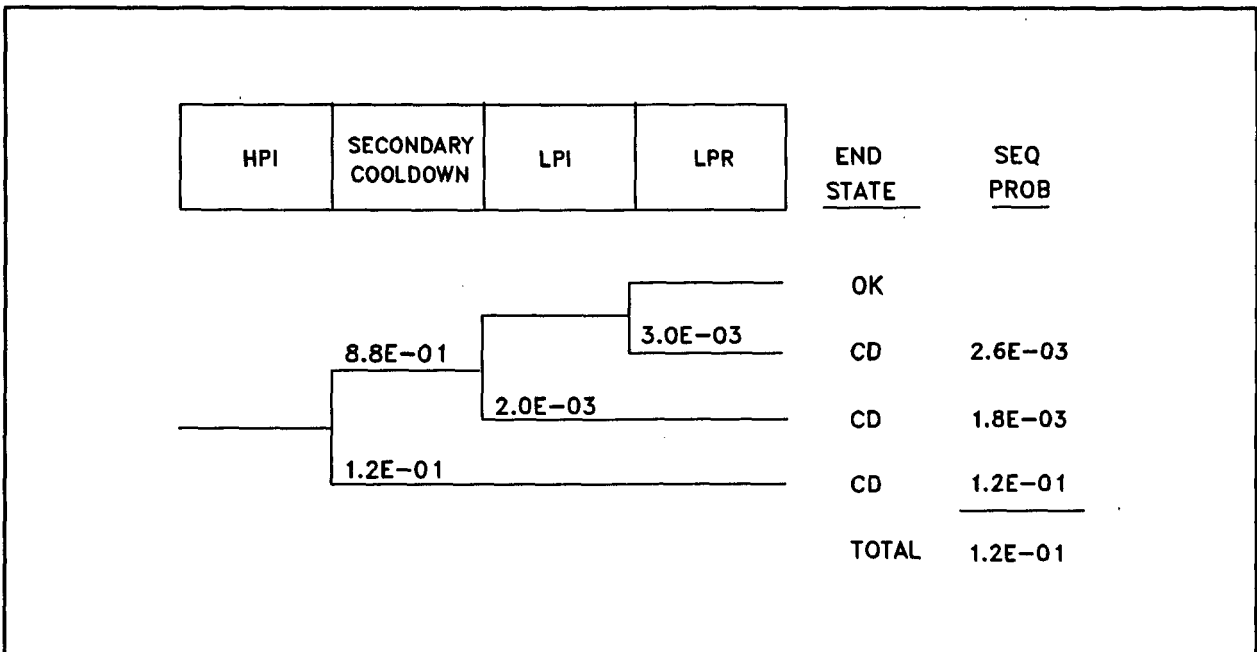 HPI
SECONDARY
COOLDOWN
LPI
LPR
END
STATE
SEQ
PROB
OK
3.0E-03
CD
2.6E-03
8.8E-01
2.0E-03
CD
1.8E-03
1.2E-01
CD
1.2E-01
TOTAL
1.2E-01